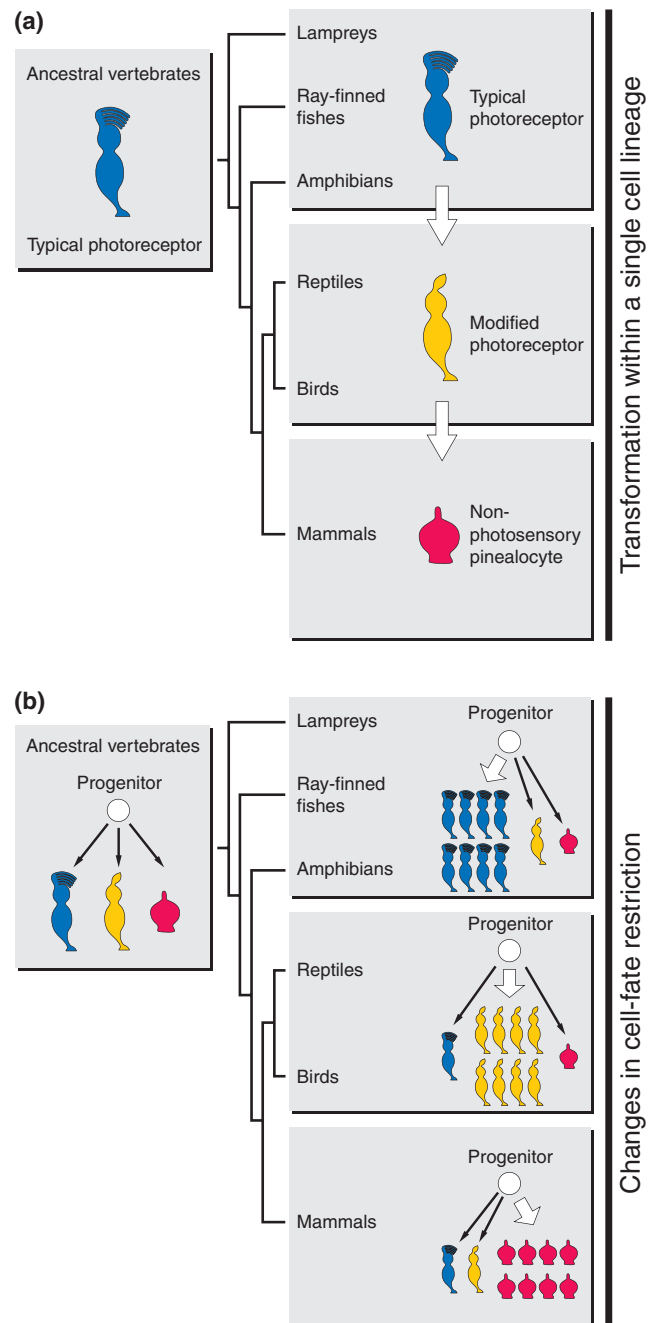 (a)
Ancestral vertebrates
Typical photoreceptor
Lampreys
Ray-finned
fishes
Amphibians
Typical
photoreceptor
Reptiles
Birds
Modified
photoreceptor
Mammals
Non-
photosensory
pinealocyte
Transformation within a single cell lineage
(b)
Ancestral vertebrates
Progenitor
Lampreys
Ray-finned
fishes
Amphibians
Progenitor
Reptiles
Birds
Progenitor
Mammals
Progenitor
Changes in cell-fate restriction